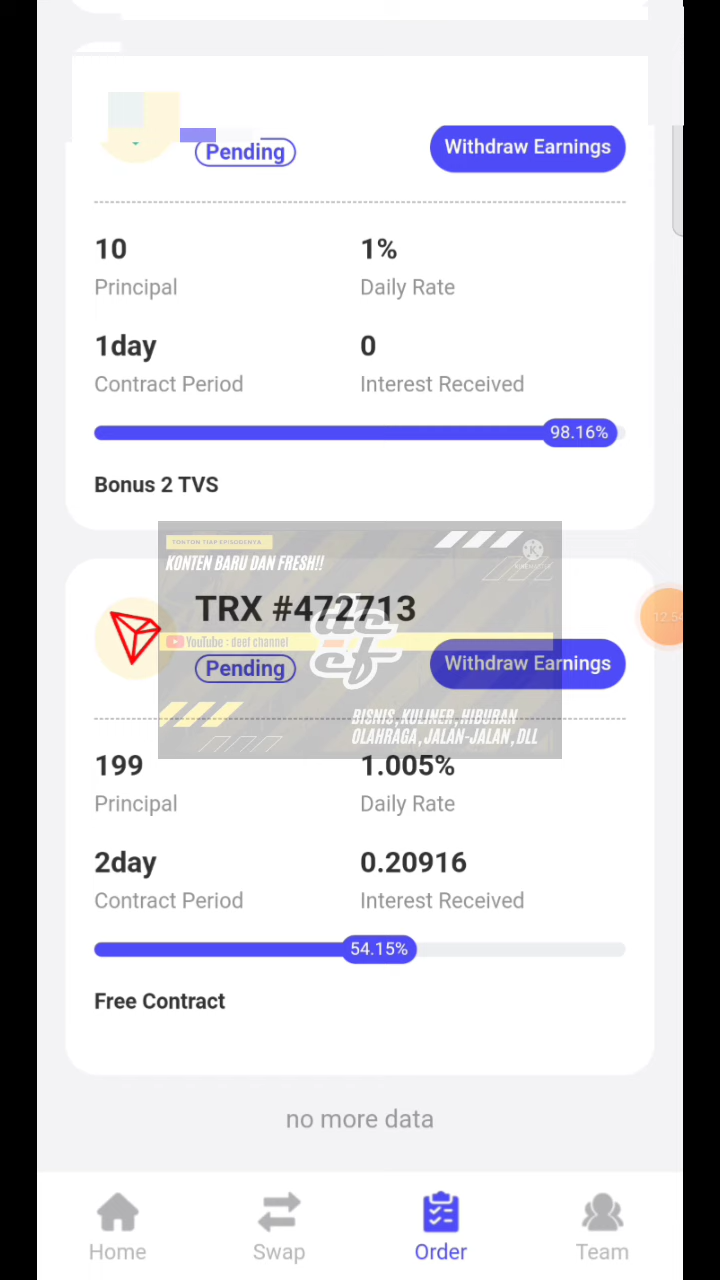 Pending
Withdraw Earnings
10
1%
Principal
Daily Rate
1day
0
Contract Period
Interest Received
98.16%
Bonus 2 TVS
TONTON TIAP EPISODENYA
KONTEN BARU DAN FRESH!!
TRX #472713
YouTube : deef channel
deef
Pending
Withdraw Earnings
BISNIS, KULINER, HIBURAN
OLAHRAGA, JALAN-JALAN, DLL
199
1.005%
Principal
Daily Rate
2day
0.20916
Contract Period
Interest Received
54.15%
Free Contract
no more data
Home
Swap
Order
Team